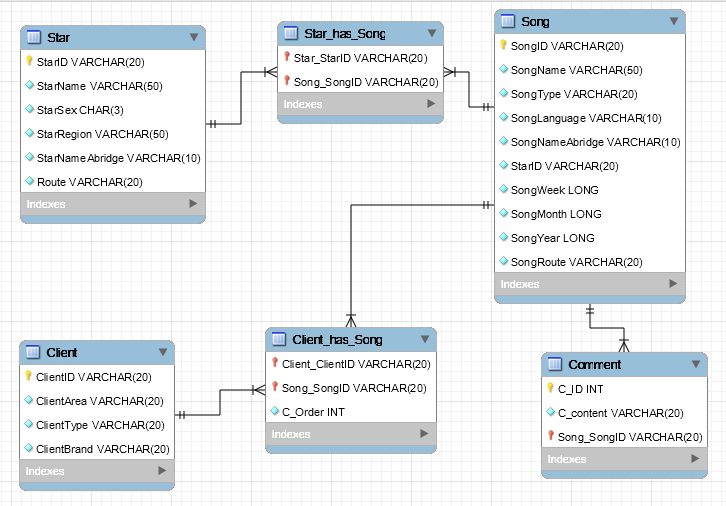 Star
StarID VARCHAR(20)
StarName VARCHAR(50)
StarSex CHAR(3)
StarRegion VARCHAR(50)
StarNameAbridge VARCHAR(10)
Route VARCHAR(20)
Indexes
Star_has_Song
Star_StarID VARCHAR(20)
Song_SongID VARCHAR(20)
Indexes
Song
SongID VARCHAR(20)
SongName VARCHAR(50)
SongType VARCHAR(20)
SongLanguage VARCHAR(10)
SongNameAbridge VARCHAR(10)
StarID VARCHAR(20)
SongWeek LONG
SongMonth LONG
SongYear LONG
SongRoute VARCHAR(20)
Indexes
Client
ClientID VARCHAR(20)
ClientArea VARCHAR(20)
ClientType VARCHAR(20)
ClientBrand VARCHAR(20)
Indexes
Client_has_Song
Client_ClientID VARCHAR(20)
Song_SongID VARCHAR(20)
C_Order INT
Indexes
Comment
C_ID INT
C_content VARCHAR(20)
Song_SongID VARCHAR(20)
Indexes